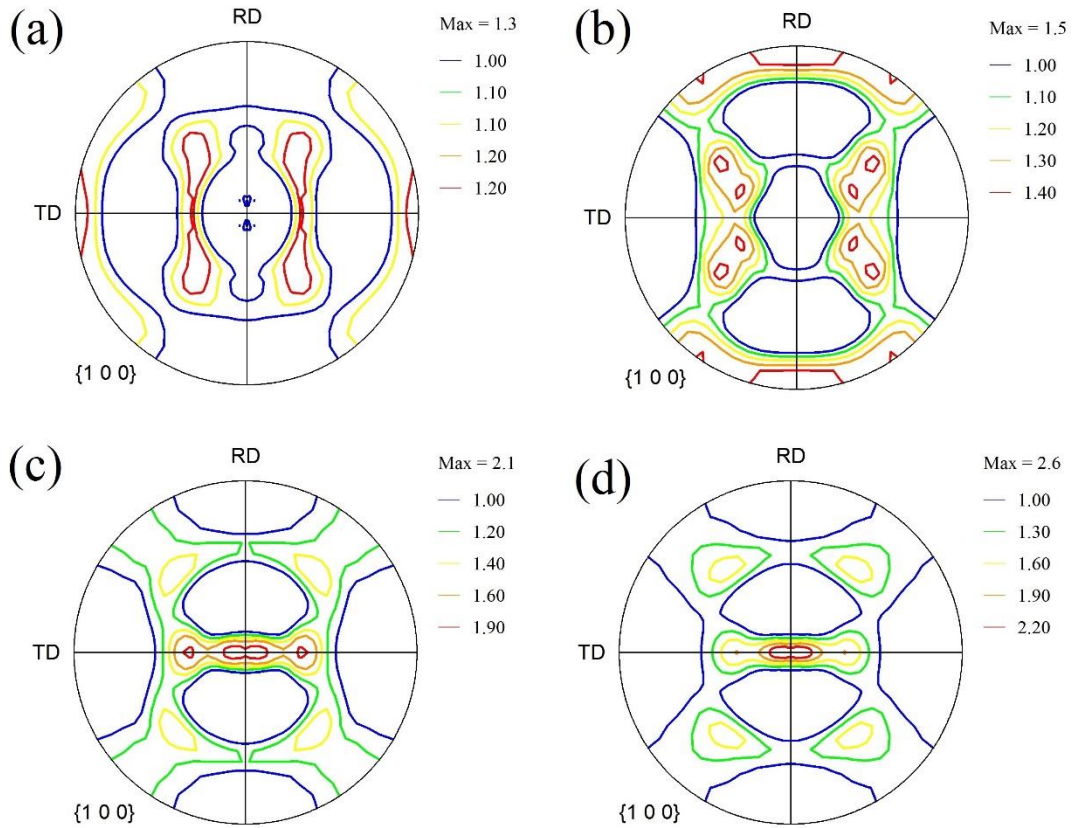 (a)
RD
TD
{1 0 0}
Max = 1.3
1.00
1.10
1.10
1.20
1.20
(b)
RD
TD
{1 0 0}
Max = 1.5
1.00
1.10
1.20
1.30
1.40
(c)
RD
TD
{1 0 0}
Max = 2.1
1.00
1.20
1.40
1.60
1.90
(d)
RD
TD
{1 0 0}
Max = 2.6
1.00
1.30
1.60
1.90
2.20